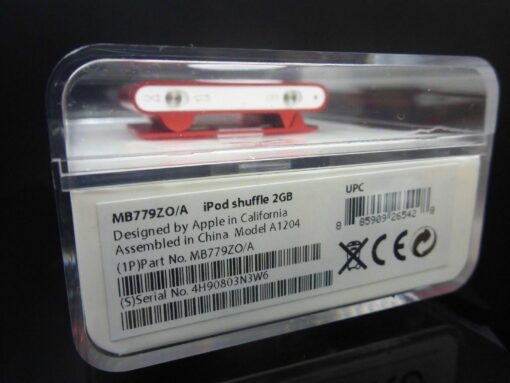 MB779ZO/A iPod shuffle 2GB
Designed by Apple in California
Assembled in China Model A1204
(1P)Part No. MB779ZO/A
(S)Serial No. 4H90803N3W6
UPC
8 85909 26542 8
CE